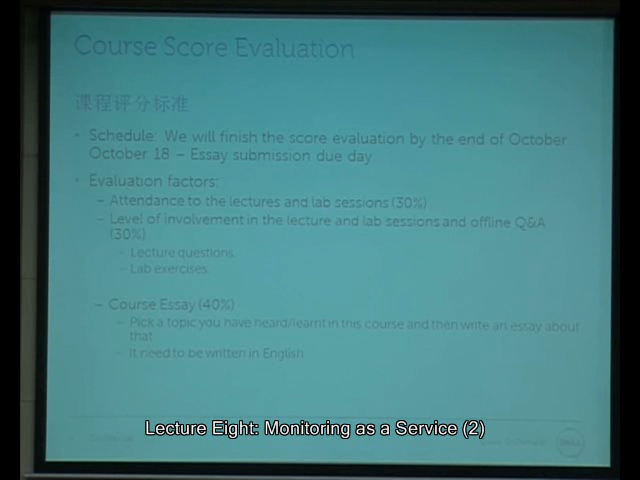 Course Score Evaluation
课程评分标准
Schedule: We will finish the score evaluation by the end of October
October 18 – Essay submission due day
Evaluation factors:
– Attendance to the lectures and lab sessions (30%)
– Level of involvement in the lecture and lab sessions and offline Q&A
(30%)
– Lecture questions
– Lab exercises
– Course Essay (40%)
– Pick a topic you have heard/learnt in this course and then write an essay about
that
– It need to be written in English
Lecture Eight: Monitoring as a Service (2)
DELL